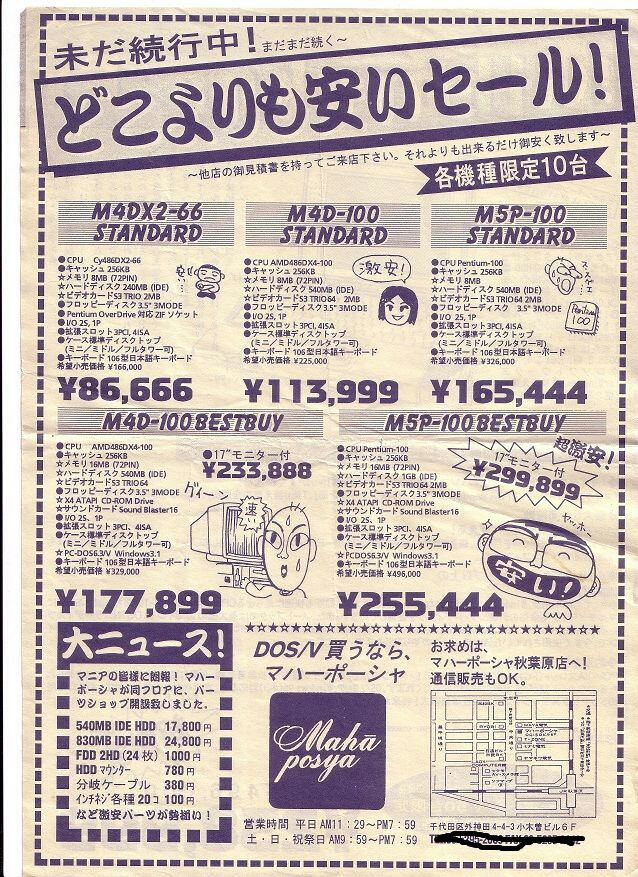 未だ続行中!まだまだ続く~
どこよりも安いセール!
~他店の御見積書を持ってご来店下さい。それよりも出来るだけ御安く致します~
各機種限定10台
M4DX2-66
STANDARD
●CPU Cy486DX2-66
●キャッシュ 256KB
☆メモリ 8MB (72PIN)
☆ハードディスク 240MB (IDE)
☆ビデオカードS3 TRIO 2MB
●フロッピーディスク3.5" 3MODE
●Pentium OverDrive 対応 ZIF ソケット
●I/O 2S, 1P
●拡張スロット3PCI, 4ISA
●ケース標準デスクトップ
(ミニ/ミドル/フルタワー可)
●キーボード 106型日本語キーボード
希望小売価格 ¥166,000
安い…
¥86,666
M4D-100
STANDARD
●CPU AMD486DX4-100
●キャッシュ 256KB
☆メモリ 8MB (72PIN)
☆ハードディスク 540MB (IDE)
☆ビデオカードS3 TRIO64 2MB
●フロッピーディスク3.5" 3MODE
●I/O 2S, 1P
●拡張スロット3PCI, 4ISA
●ケース標準デスクトップ
(ミニ/ミドル/フルタワー可)
●キーボード 106型日本語キーボード
希望小売価格 ¥225,000
激安!
¥113,999
M5P-100
STANDARD
●CPU Pentium-100
●キャッシュ 256KB
☆メモリ 8MB (72PIN)
☆ハードディスク 540MB (IDE)
☆ビデオカードS3 TRIO64 2MB
●フロッピーディスク 3.5" 3MODE
●I/O 2S, 1P
●拡張スロット3PCI, 4ISA
●ケース標準デスクトップ
(ミニ/ミドル/フルタワー可)
●キーボード 106型日本語キーボード
希望小売価格 ¥326,000
Pentium
100
¥165,444
M4D-100 BESTBUY
●CPU AMD486DX4-100
●キャッシュ 256KB
☆メモリ 16MB (72PIN)
☆ハードディスク 540MB (IDE)
☆ビデオカードS3 TRIO64
●フロッピーディスク3.5" 3MODE
☆X4 ATAPI CD-ROM Drive
☆サウンドカード Sound Blaster16
●I/O 2S, 1P
●拡張スロット3PCI, 4ISA
●ケース標準デスクトップ
(ミニ/ミドル/フルタワー可)
☆PC-DOS6.3/V Windows3.1
●キーボード 106型日本語キーボード
希望小売価格 ¥329,000
●17"モニター付
¥233,888
グイーン
速い
¥177,899
M5P-100 BESTBUY
●CPU Pentium-100
●キャッシュ 256KB
☆メモリ 16MB (72PIN)
☆ハードディスク 1GB (IDE)
☆ビデオカードS3 TRIO64 2MB
●フロッピーディスク3.5" 3MODE
☆X4 ATAPI CD-ROM Drive
☆サウンドカード Sound Blaster16
●I/O 2S, 1P
●拡張スロット3PCI, 4ISA
●ケース標準デスクトップ
(ミニ/ミドル/フルタワー可)
☆PCDOS6.3/V Windows3.1
●キーボード 106型日本語キーボード
希望小売価格 ¥496,000
超激安!
17"モニター付
¥299,899
ヤッホー
安い!
¥255,444
大ニュース!
マニアの皆様に朗報!マハー
ポーシャが同フロアに、パー
ツショップ開設致しました。
540MB IDE HDD 17,800円
830MB IDE HDD 24,800円
FDD 2HD (24枚) 1000円
HDD マウンター 780円
分岐ケーブル 380円
インチネジ各種20コ 100円
など激安パーツが勢揃い!
DOS/V 買うなら、
マハーポーシャ
Mahā
posya
営業時間 平日 AM11:29~PM7:59
土・日・祝祭日 AM9:59~PM7:59
お求めは、
マハーポーシャ秋葉原店へ!
通信販売もOK。
千代田区外神田4-4-3 小木曽ビル6F